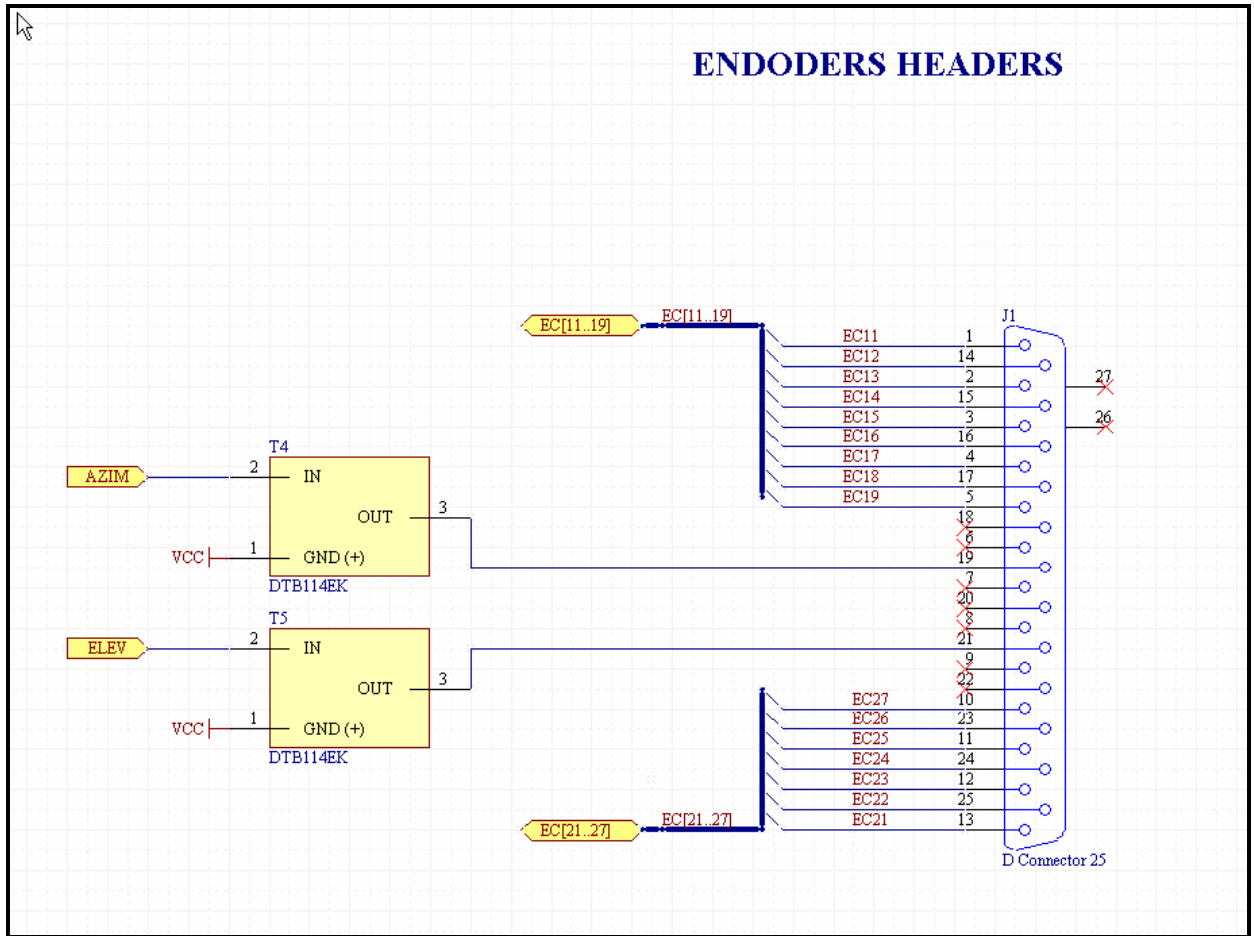 ENDODERS HEADERS
EC[11..19] EC[11..19] J1
EC11 1
EC12 14
EC13 2 27
EC14 15
EC15 3 26
EC16 16
EC17 4
EC18 17
EC19 5
18
6
19
7
20
8
21
9
22
T4
AZIM 2 IN
OUT 3
VCC 1 GND (+)
DTB114EK
T5
ELEV 2 IN
OUT 3
VCC 1 GND (+)
DTB114EK
EC27 10
EC26 23
EC25 11
EC24 24
EC23 12
EC22 25
EC21 13
EC[21..27] EC[21..27]
D Connector 25